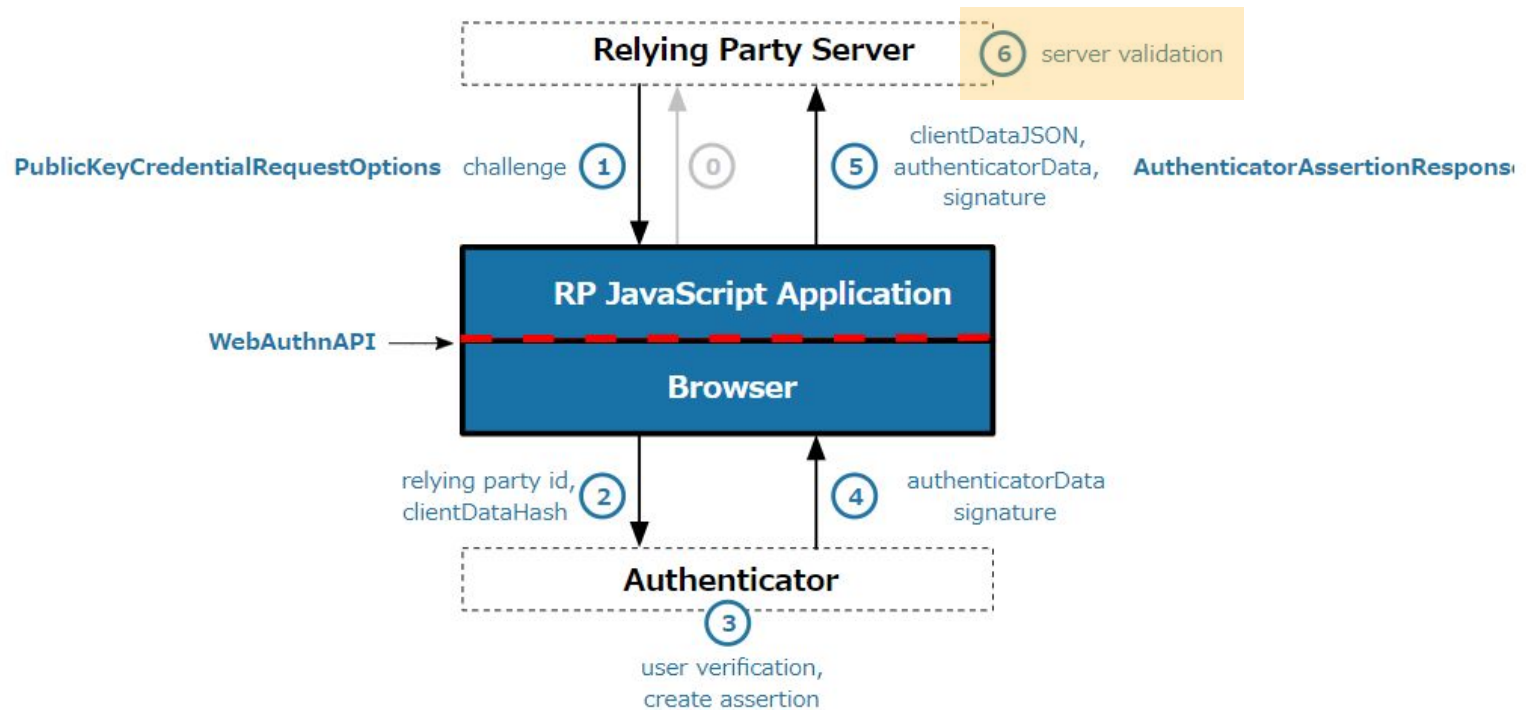 Relying Party Server
6 server validation
PublicKeyCredentialRequestOptions challenge 1
0
5 clientDataJSON,
authenticatorData,
signature
AuthenticatorAssertionRespons
RP JavaScript Application
WebAuthnAPI
Browser
relying party id,
clientDataHash 2
4 authenticatorData
signature
Authenticator
3
user verification,
create assertion